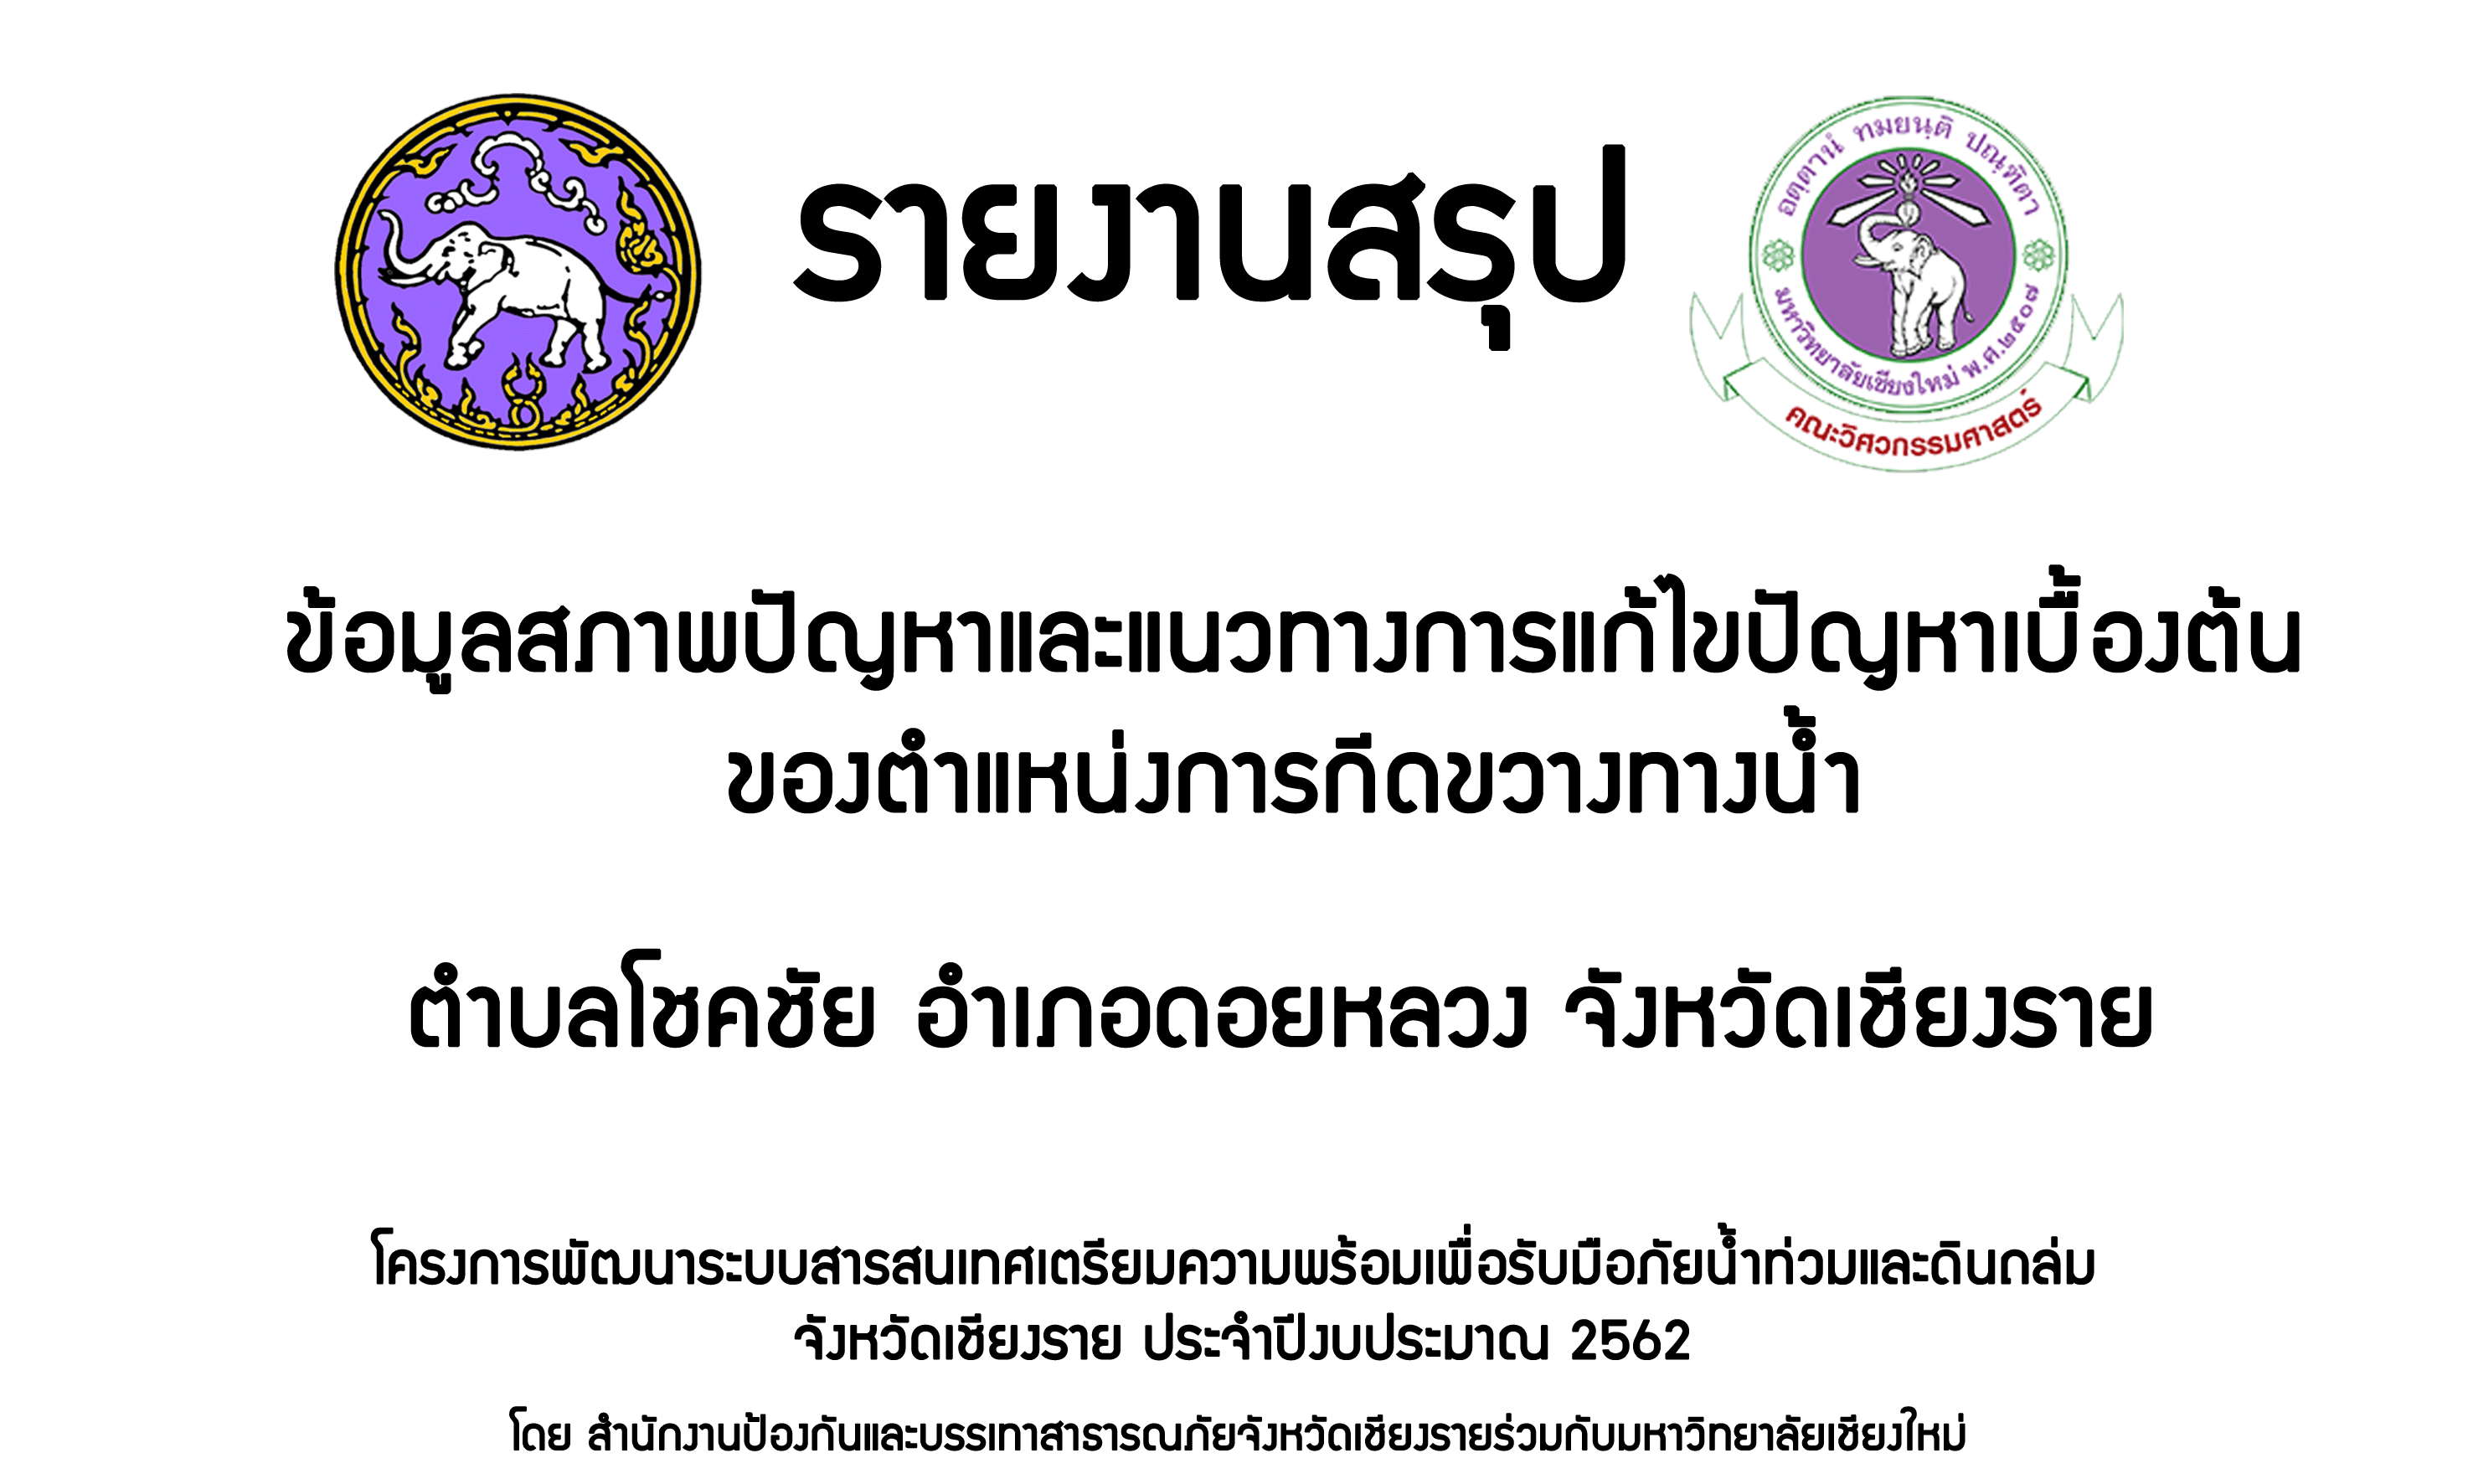 รายงานสรุป
อตฺตานํ ทมยนฺติ ปณฺฑิตา
มหาวิทยาลัยเชียงใหม่ พ.ศ.๒๕๐๗
คณะวิศวกรรมศาสตร์
ข้อมูลสภาพปัญหาและแนวทางการแก้ไขปัญหาเบื้องต้น
ของตำแหน่งการกีดขวางทางน้ำ
ตำบลโชคชัย อำเภอดอยหลวง จังหวัดเชียงราย
โครงการพัฒนาระบบสารสนเทศเตรียมความพร้อมเพื่อรับมือภัยน้ำท่วมและดินถล่ม
จังหวัดเชียงราย ประจำปีงบประมาณ 2562
โดย สำนักงานป้องกันและบรรเทาสาธารณภัยจังหวัดเชียงรายร่วมกับมหาวิทยาลัยเชียงใหม่